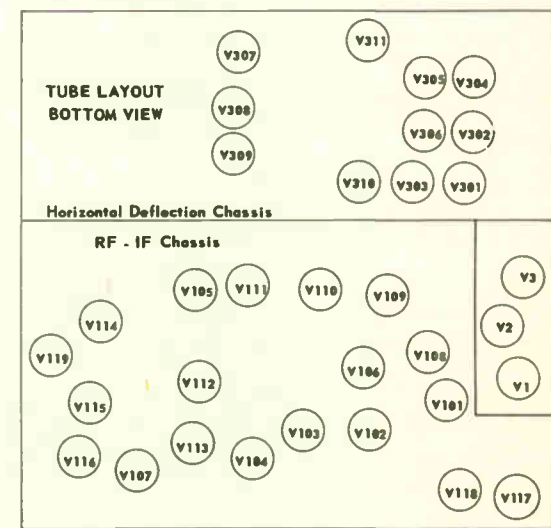 V307
V311
TUBE LAYOUT
BOTTOM VIEW
V305 V304
V308
V306 V302
V309
V310 V303 V301
Horizontal Deflection Chassis
RF - IF Chassis
V3
V105 V111 V110 V109
V114
V2
V119
V108
V106
V112
V1
V115
V101
V103 V102
V113
V116 V107 V104
V118 V117